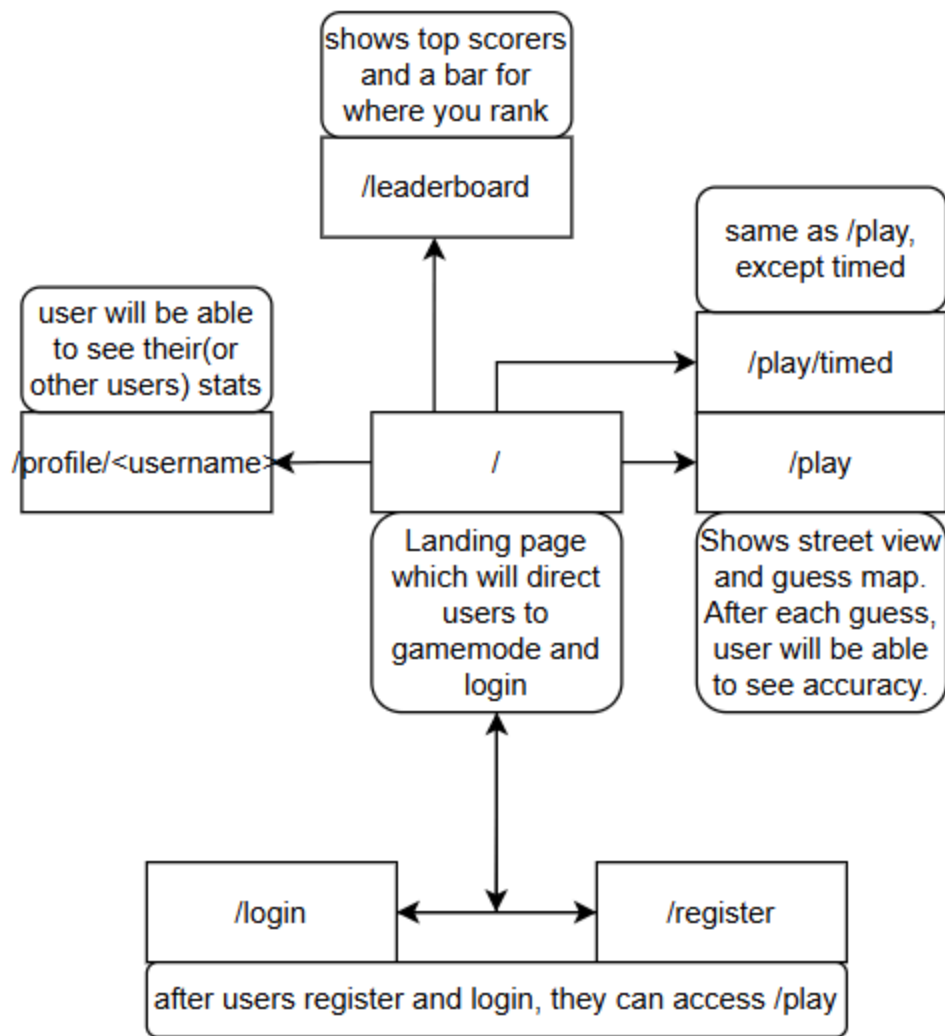 shows top scorers
and a bar for
where you rank
/leaderboard
same as /play,
except timed
/play/timed
/play
Shows street view
and guess map.
After each guess,
user will be able
to see accuracy.
user will be able
to see their(or
other users) stats
/profile/<username>
/
Landing page
which will direct
users to
gamemode and
login
/login
/register
after users register and login, they can access /play